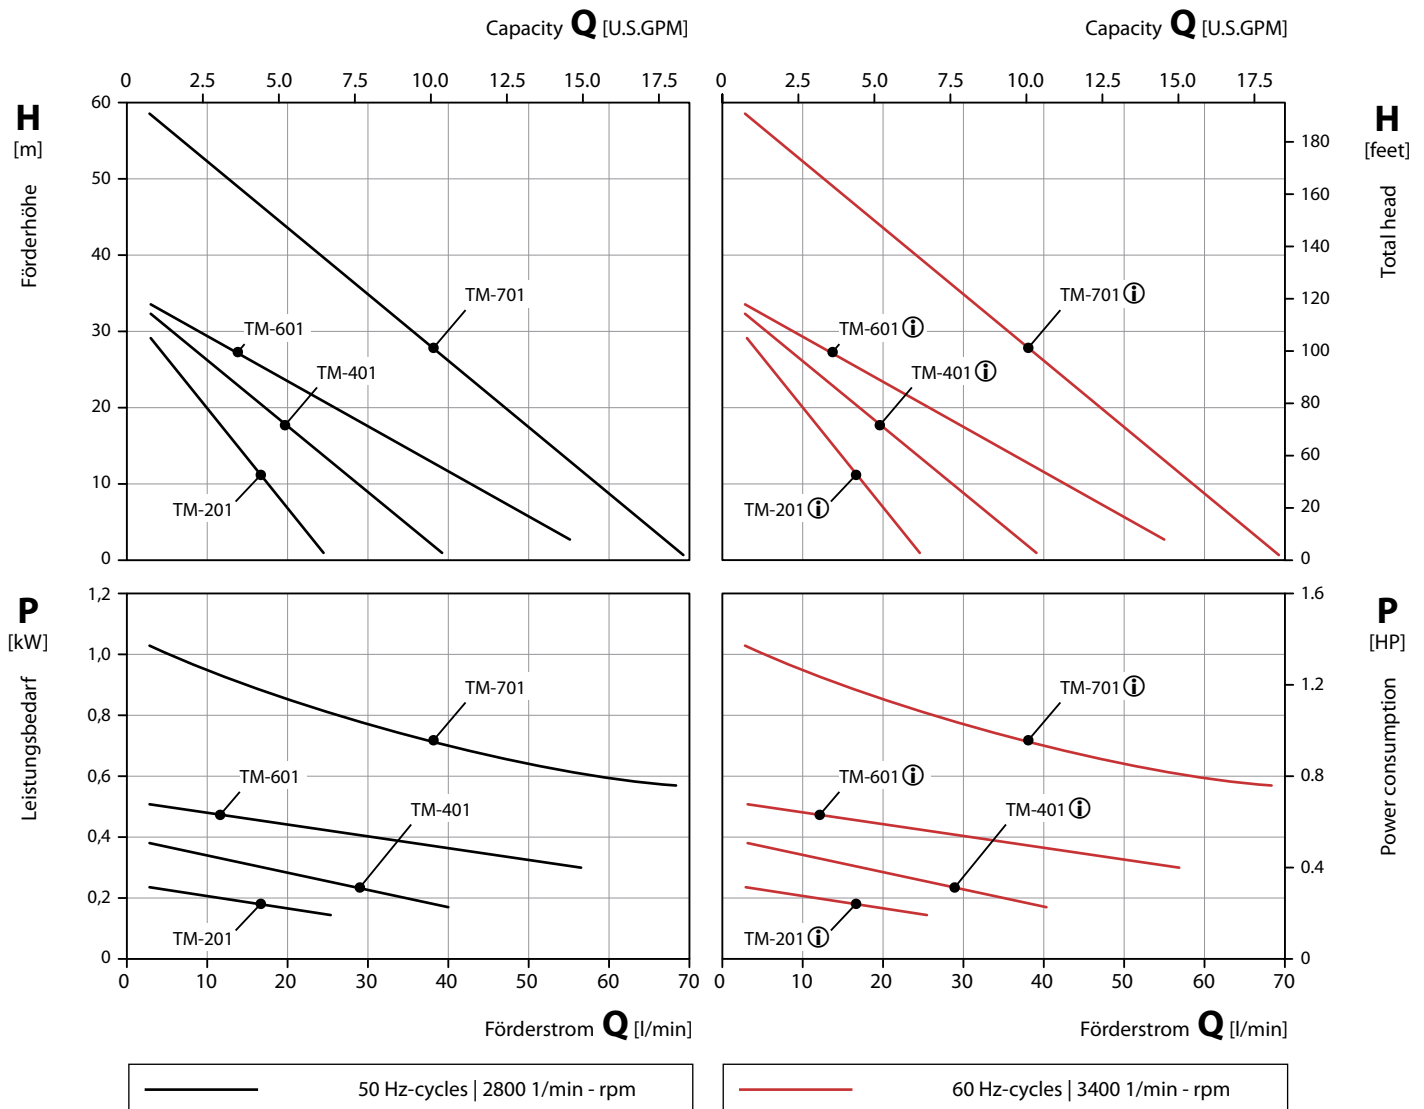 Capacity Q [U.S.GPM]
Capacity Q [U.S.GPM]
0 2.5 5.0 7.5 10.0 12.5 15.0 17.5
0 2.5 5.0 7.5 10.0 12.5 15.0 17.5
H
[m]
Förderhöhe
60
50
40
30
20
10
0
TM-701
TM-601
TM-401
TM-201
TM-701 i
TM-601 i
TM-401 i
TM-201 i
180
160
140
120
100
80
60
20
0
H
[feet]
Total head
P
[kW]
Leistungsbedarf
1,2
1,0
0,8
0,6
0,4
0,2
0
TM-701
TM-601
TM-401
TM-201
TM-701 i
TM-601 i
TM-401 i
TM-201 i
1.6
1.2
0.8
0.4
0
P
[HP]
Power consumption
0 10 20 30 40 50 60 70
0 10 20 30 40 50 60 70
Förderstrom Q [l/min]
Förderstrom Q [l/min]
50 Hz-cycles | 2800 1/min - rpm
60 Hz-cycles | 3400 1/min - rpm